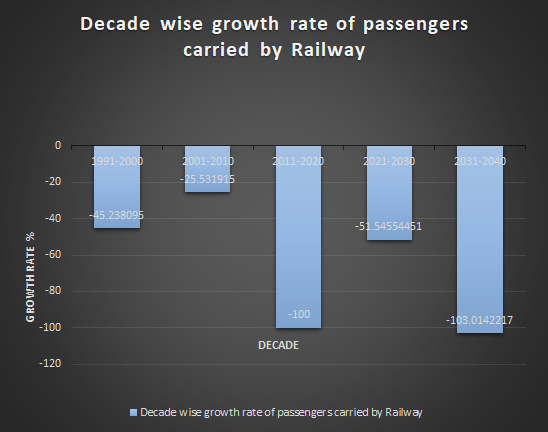 Decade wise growth rate of passengers
carried by Railway
0
1991-2000 2001-2010 2011-2020 2021-2030 2031-2040
-20
-25.531915
-40
-45.238095
-51.54554451
-60
-80
-100
-100
-103.0142217
-120
GROWTH RATE %
DECADE
Decade wise growth rate of passengers carried by Railway